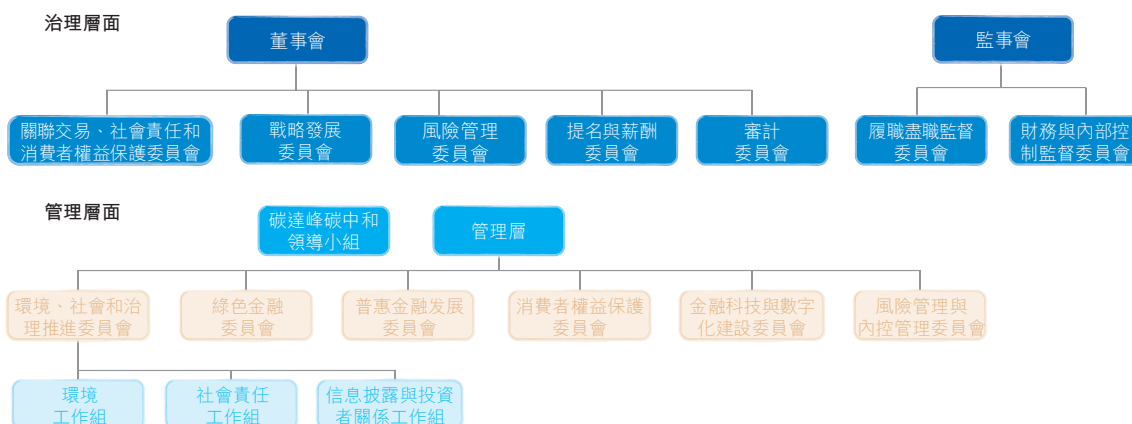 治理層面
董事會
監事會
關聯交易、社會責任和
消費者權益保護委員會
戰略發展
委員會
風險管理
委員會
提名與薪酬
委員會
審計
委員會
履職盡職監督
委員會
財務與內部控
制監督委員會
管理層面
碳達峰碳中和
領導小組
管理層
環境、社會和治
理推進委員會
綠色金融
委員會
普惠金融发展
委員會
消費者權益保護
委員會
金融科技與數字
化建設委員會
風險管理與
內控管理委員會
環境
工作組
社會責任
工作組
信息披露與投資
者關係工作組